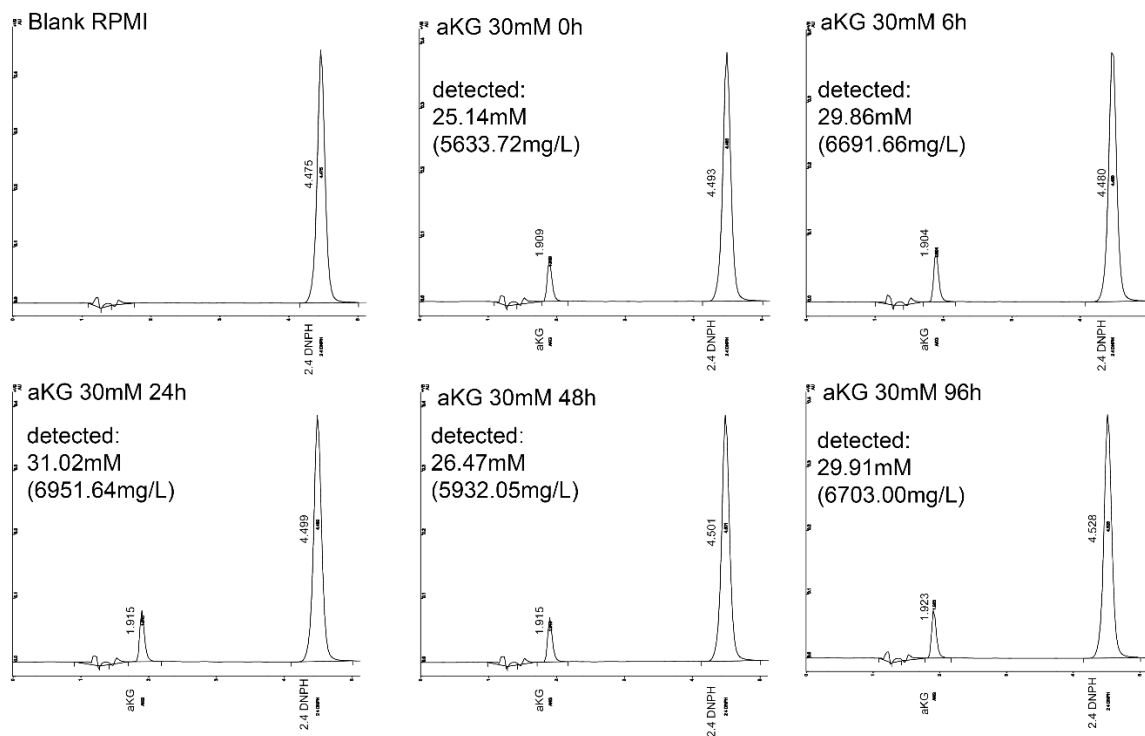 Blank RPMI
4.475
2.4 DNPH
aKG 30mM 0h
detected:
25.14mM
(5633.72mg/L)
1.909
4.493
aKG
2.4 DNPH
aKG 30mM 6h
detected:
29.86mM
(6691.66mg/L)
1.904
4.480
aKG
2.4 DNPH
aKG 30mM 24h
detected:
31.02mM
(6951.64mg/L)
1.915
4.499
aKG
2.4 DNPH
aKG 30mM 48h
detected:
26.47mM
(5932.05mg/L)
1.915
4.501
aKG
2.4 DNPH
aKG 30mM 96h
detected:
29.91mM
(6703.00mg/L)
1.923
4.528
aKG
2.4 DNPH